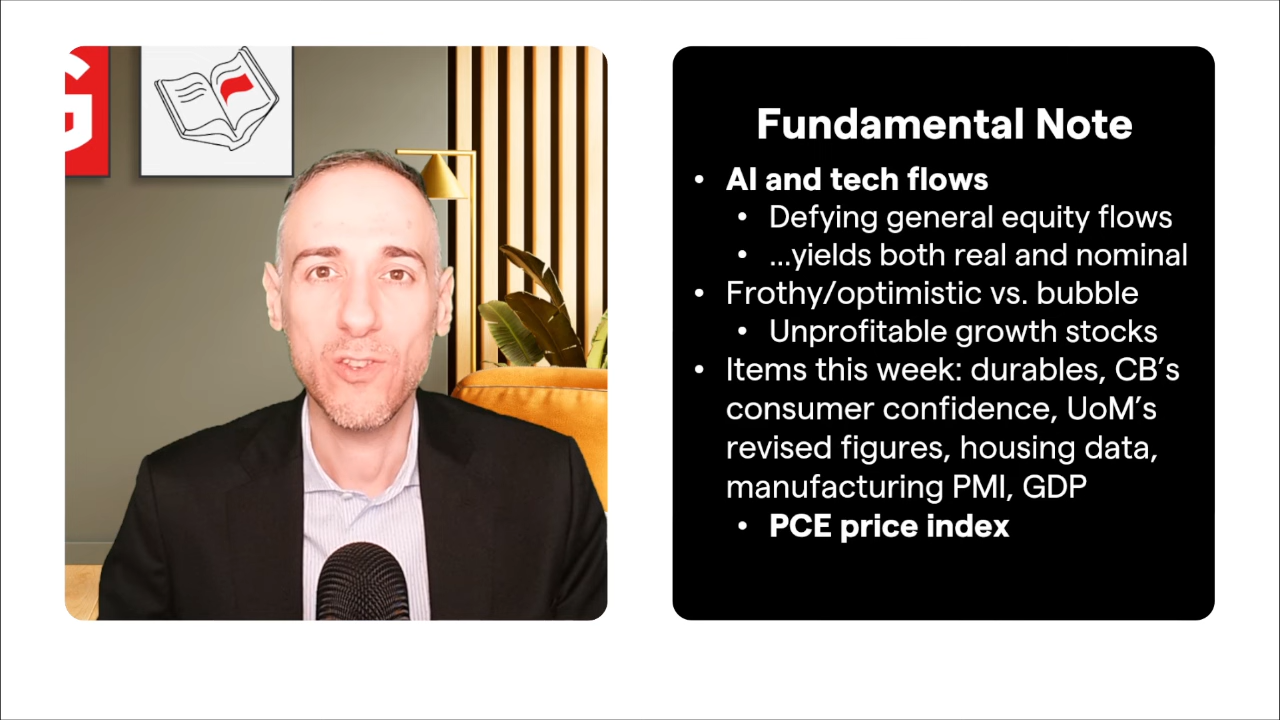 G
Fundamental Note
• AI and tech flows
• Defying general equity flows
• ...yields both real and nominal
• Frothy/optimistic vs. bubble
• Unprofitable growth stocks
• Items this week: durables, CB’s
consumer confidence, UoM’s
revised figures, housing data,
manufacturing PMI, GDP
• PCE price index